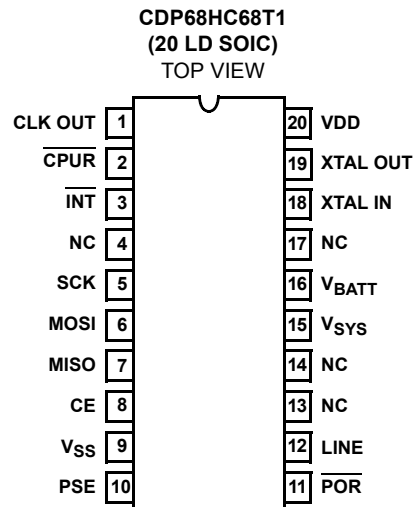 CDP68HC68T1
(20 LD SOIC)
TOP VIEW
CLK OUT 1 20 VDD
CPUR 2 19 XTAL OUT
INT 3 18 XTAL IN
NC 4 17 NC
SCK 5 16 VBATT
MOSI 6 15 VSYS
MISO 7 14 NC
CE 8 13 NC
VSS 9 12 LINE
PSE 10 11 POR